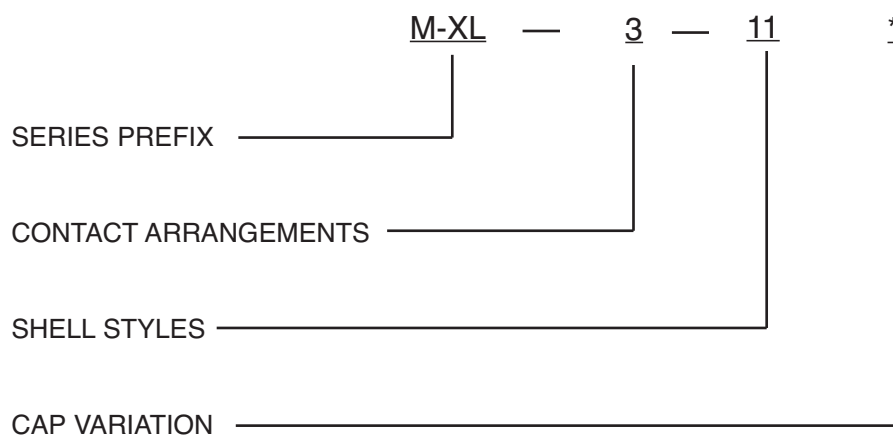 M-XL — 3 — 11 *
SERIES PREFIX
CONTACT ARRANGEMENTS
SHELL STYLES
CAP VARIATION